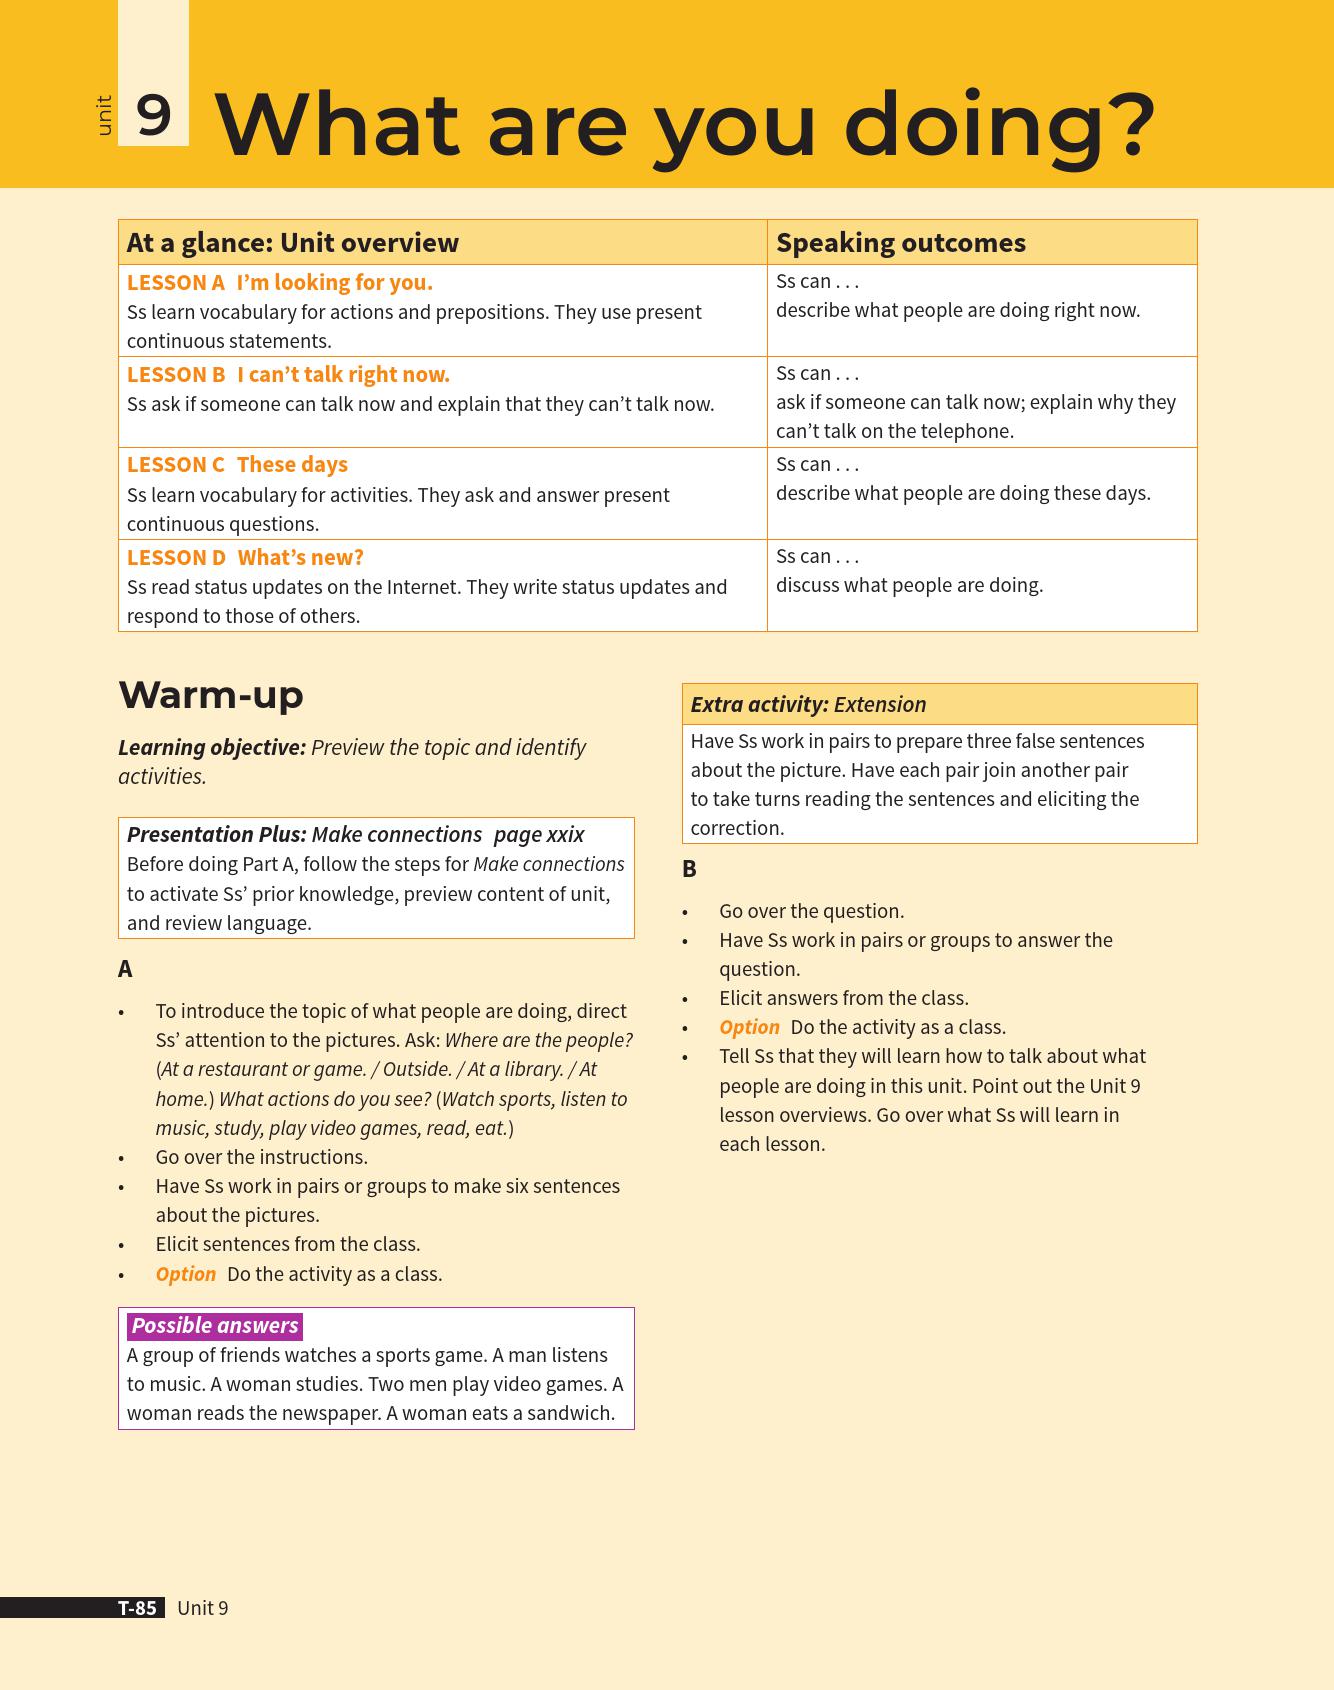 unit
9 What are you doing?
At a glance: Unit overview
Speaking outcomes
LESSON A I’m looking for you.
Ss learn vocabulary for actions and prepositions. They use present
continuous statements.
Ss can . . .
describe what people are doing right now.
LESSON B I can’t talk right now.
Ss ask if someone can talk now and explain that they can’t talk now.
Ss can . . .
ask if someone can talk now; explain why they
can’t talk on the telephone.
LESSON C These days
Ss learn vocabulary for activities. They ask and answer present
continuous questions.
Ss can . . .
describe what people are doing these days.
LESSON D What’s new?
Ss read status updates on the Internet. They write status updates and
respond to those of others.
Ss can . . .
discuss what people are doing.
Warm-up
Learning objective: Preview the topic and identify
activities.
Presentation Plus: Make connections page xxix
Before doing Part A, follow the steps for Make connections
to activate Ss’ prior knowledge, preview content of unit,
and review language.
A
• To introduce the topic of what people are doing, direct
Ss’ attention to the pictures. Ask: Where are the people?
(At a restaurant or game. / Outside. / At a library. / At
home.) What actions do you see? (Watch sports, listen to
music, study, play video games, read, eat.)
• Go over the instructions.
• Have Ss work in pairs or groups to make six sentences
about the pictures.
• Elicit sentences from the class.
• Option Do the activity as a class.
Possible answers
A group of friends watches a sports game. A man listens
to music. A woman studies. Two men play video games. A
woman reads the newspaper. A woman eats a sandwich.
Extra activity: Extension
Have Ss work in pairs to prepare three false sentences
about the picture. Have each pair join another pair
to take turns reading the sentences and eliciting the
correction.
B
• Go over the question.
• Have Ss work in pairs or groups to answer the
question.
• Elicit answers from the class.
• Option Do the activity as a class.
• Tell Ss that they will learn how to talk about what
people are doing in this unit. Point out the Unit 9
lesson overviews. Go over what Ss will learn in
each lesson.
T-85 Unit 9